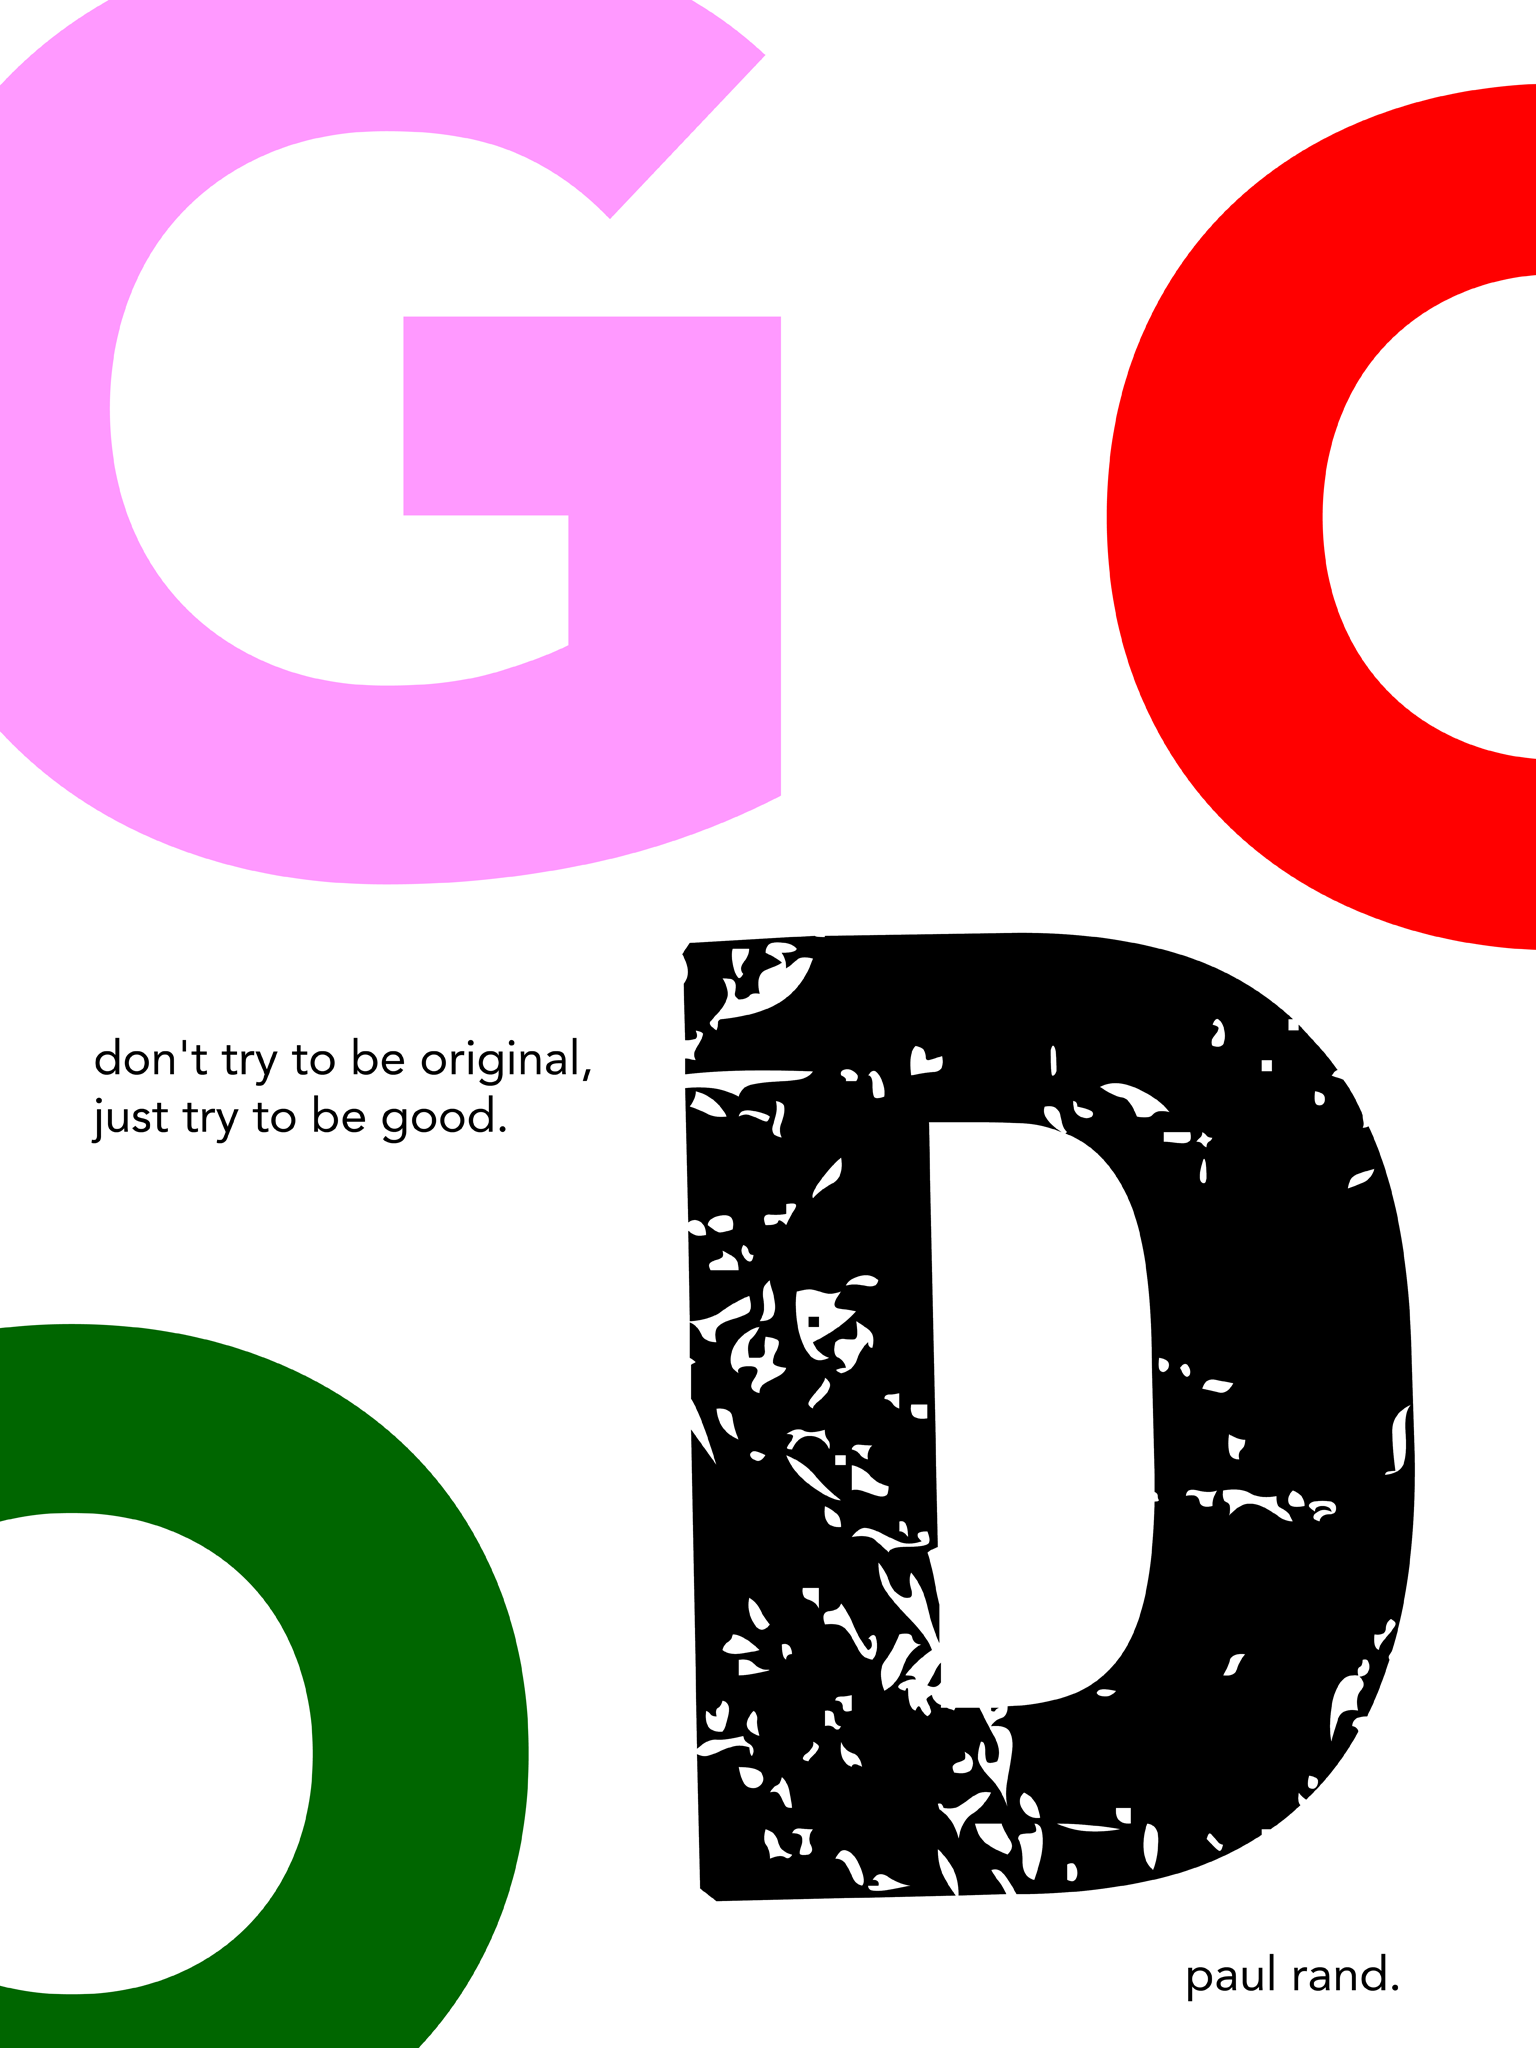 G O
don't try to be original,
just try to be good.
O D
paul rand.